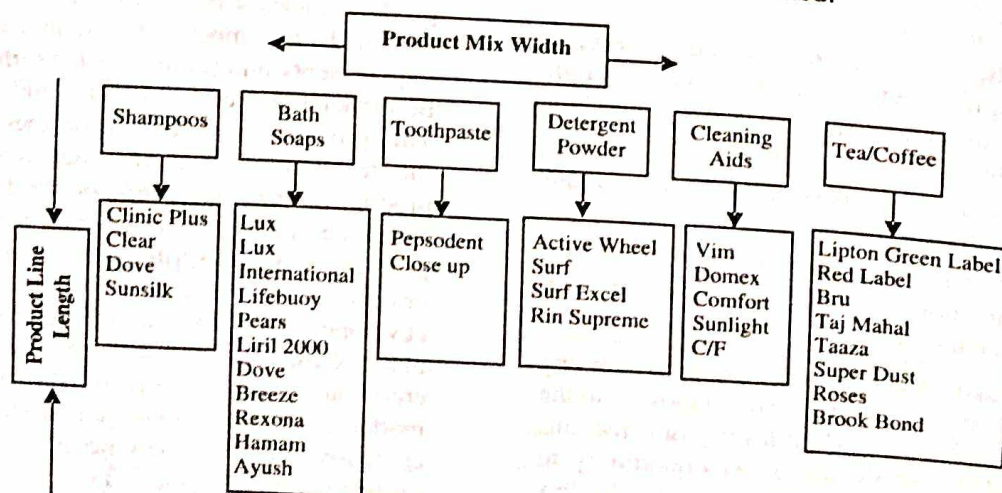 Product Mix Width
Shampoos
Bath
Soaps
Toothpaste
Detergent
Powder
Cleaning
Aids
Tea/Coffee
Product Line
Length
Clinic Plus
Clear
Dove
Sunsilk
Lux
Lux
International
Lifebuoy
Pears
Liril 2000
Dove
Breeze
Rexona
Hamam
Ayush
Pepsodent
Close up
Active Wheel
Surf
Surf Excel
Rin Supreme
Vim
Domex
Comfort
Sunlight
C/F
Lipton Green Label
Red Label
Bru
Taj Mahal
Taaza
Super Dust
Roses
Brook Bond